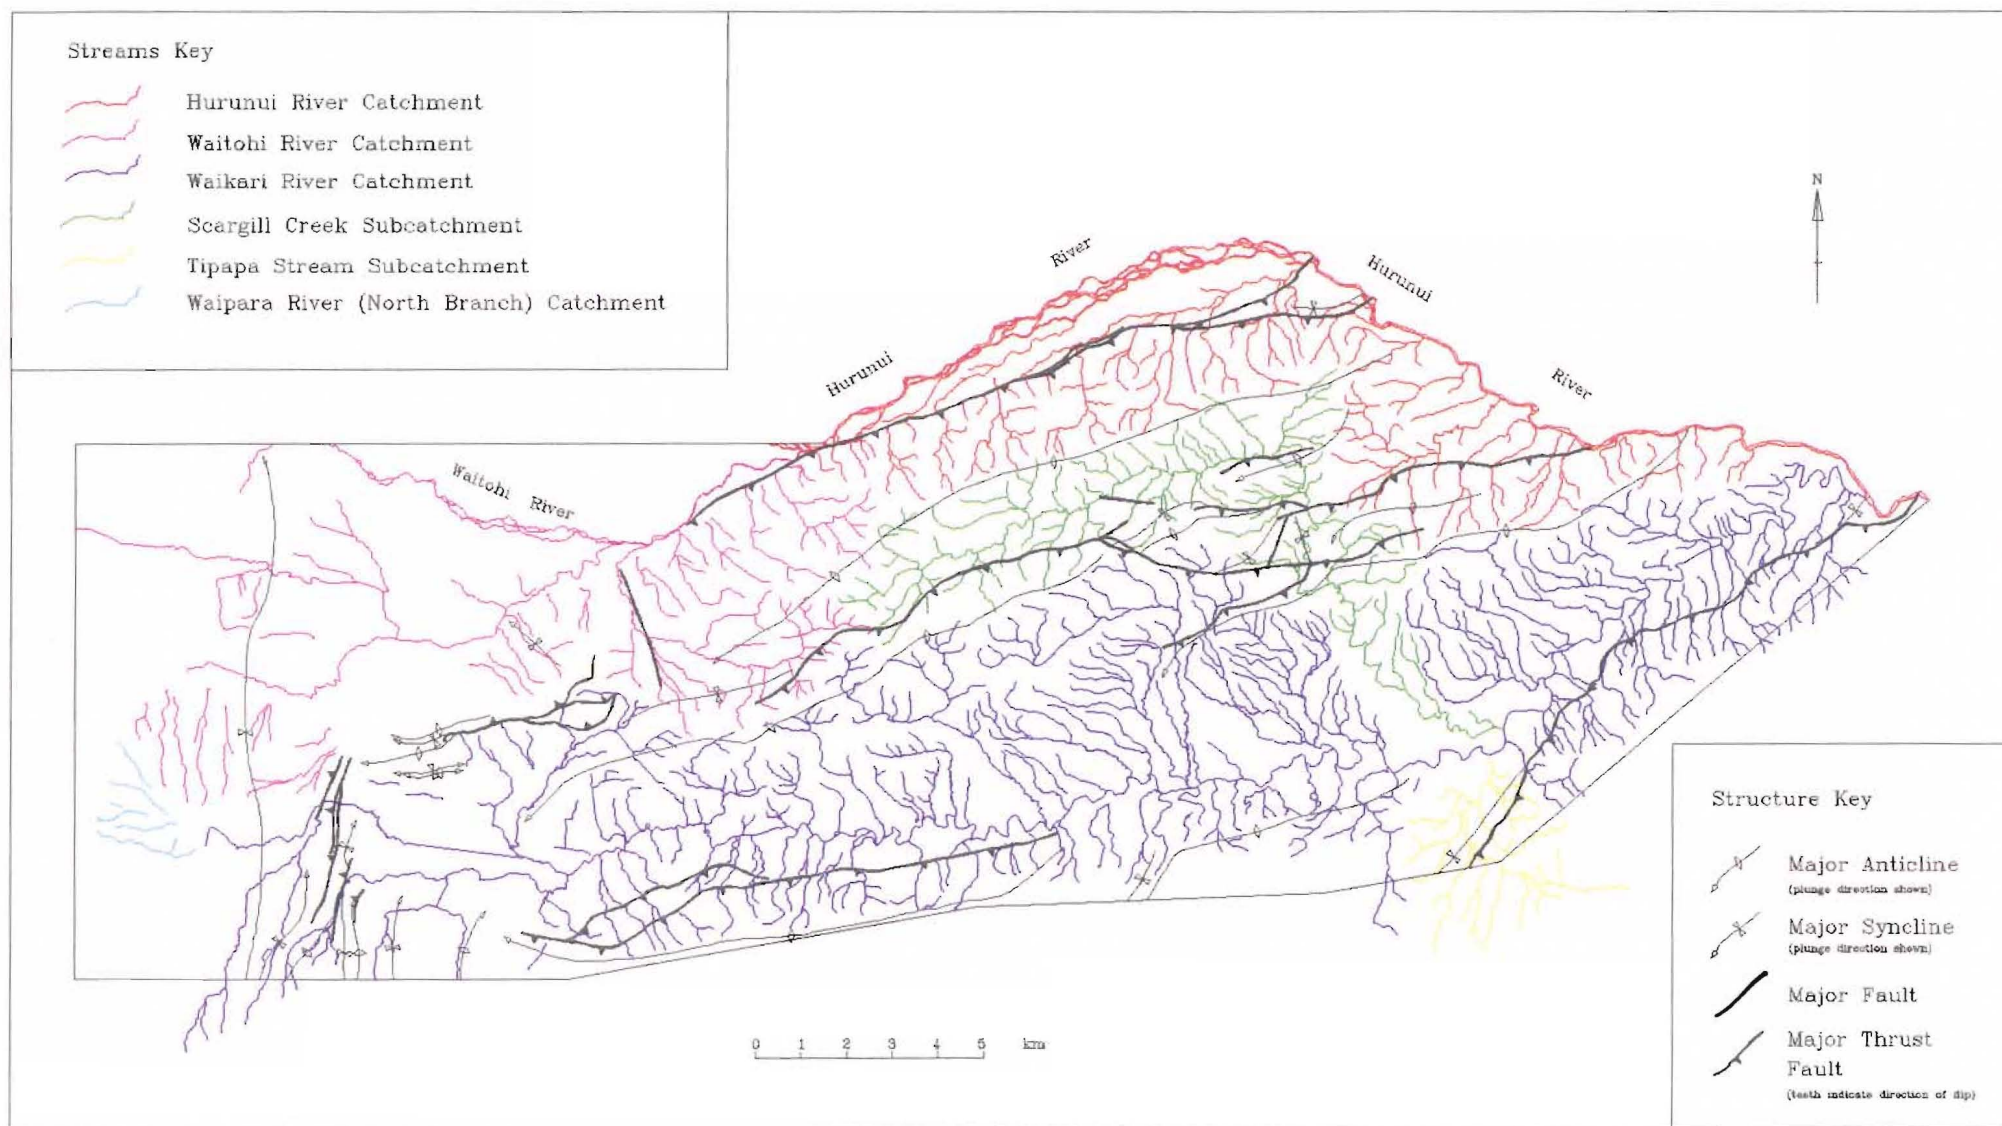 Streams Key
Hurunui River Catchment
Waitohi River Catchment
Waikari River Catchment
Scargill Creek Subcatchment
Tipapa Stream Subcatchment
Waipara River (North Branch) Catchment
N
River
Hurunui
Hurunui
River
Waitohi River
Structure Key
Major Anticline
(plunge direction shown)
Major Syncline
(plunge direction shown)
Major Fault
Major Thrust
Fault
(teeth indicate direction of dip)
0 1 2 3 4 5 km